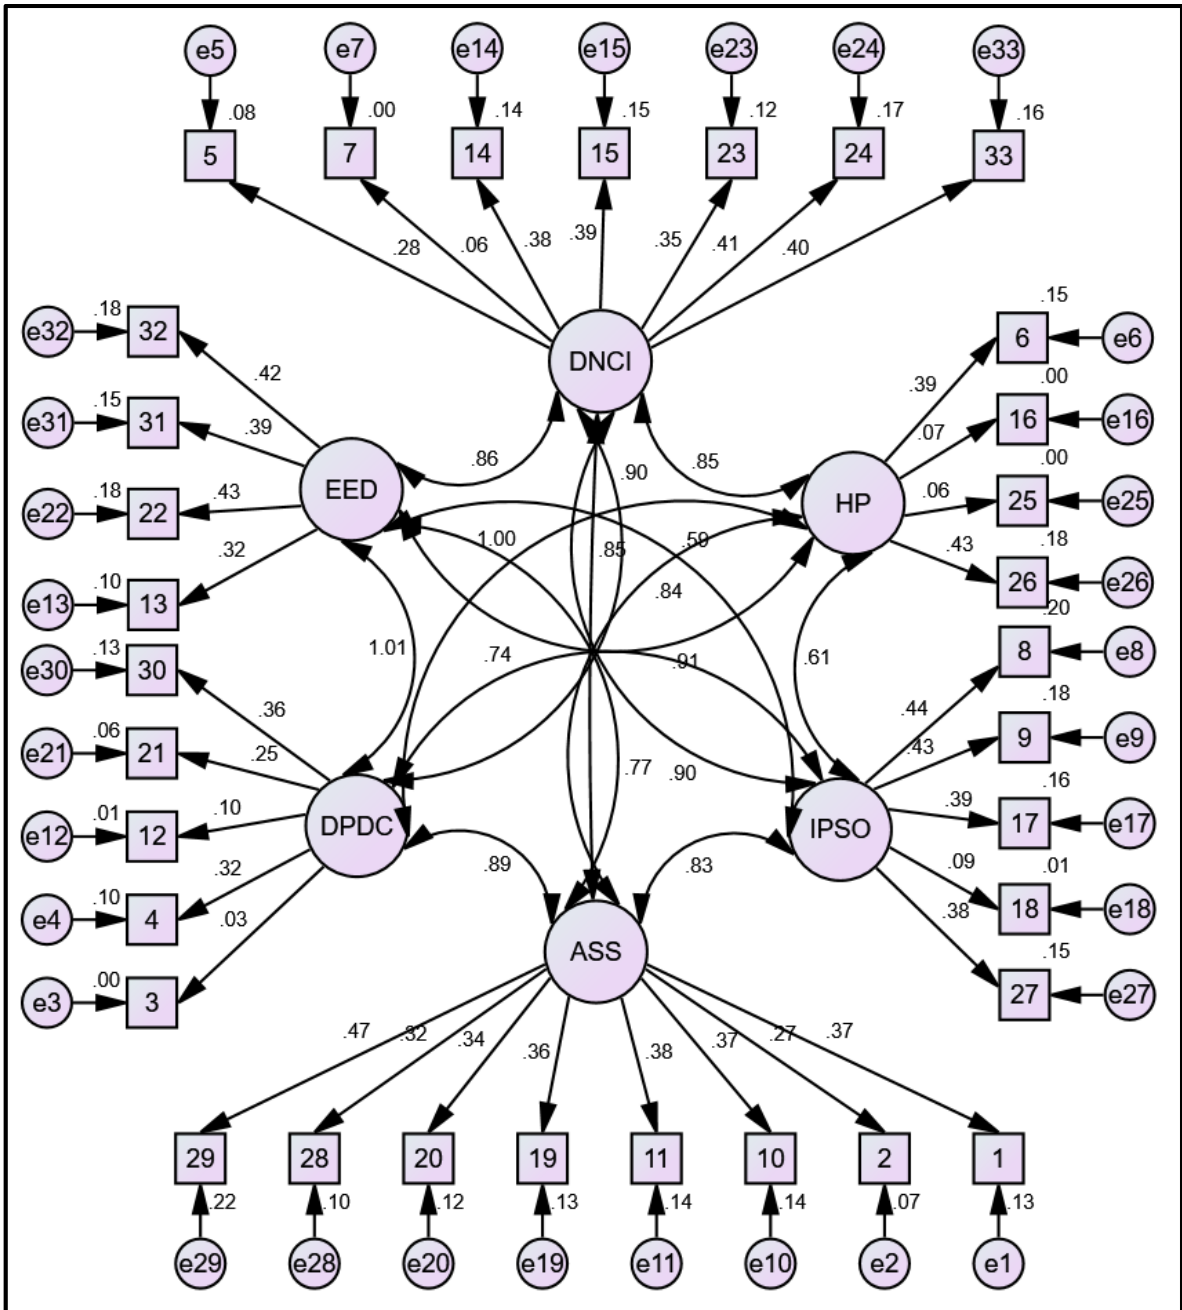 e5 e7 e14 e15 e23 e24 e33
.08 .00 .14 .15 .12 .17 .16
5 7 14 15 23 24 33
.28 .06 .38 .39 .35 .41 .40
DNCI
e32 .18 32
.42
e31 .15 31
.39
e22 .18 22
.43
e13 .10 13
.32
EED
.15
6 e6
.39
.00
16 e16
.07
.00
25 e25
.06
.18
26 e26
.43
HP
.86 .90 .85
1.00 .85 .59
.84
1.01 .74 .91 .61
.77 .90
.89 .83
e30 .13 30
.36
e21 .06 21
.25
e12 .01 12
.10
e4 .10 4
.32
e3 .00 3
.03
DPDC
.20
8 e8
.44
.18
9 e9
.43
.16
17 e17
.39
.01
18 e18
.09
.15
27 e27
.38
IPSO
ASS
.47 .32 .34 .36 .38 .37 .27 .37
29 28 20 19 11 10 2 1
.22 .10 .12 .13 .14 .14 .07 .13
e29 e28 e20 e19 e11 e10 e2 e1